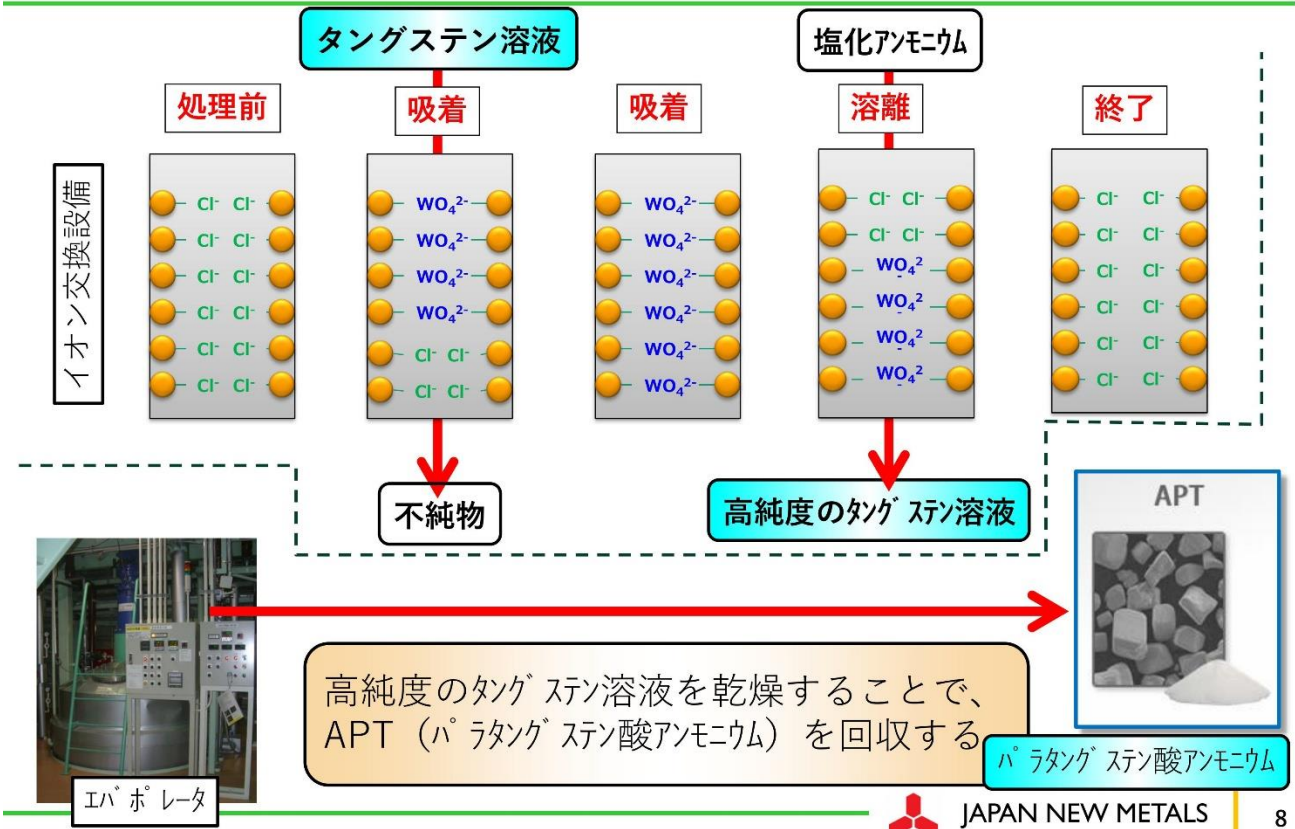 タングステン溶液
塩化アンモニウム
処理前
吸着
吸着
溶離
終了
イオン交換設備
Cl- Cl-
Cl- Cl-
Cl- Cl-
Cl- Cl-
Cl- Cl-
Cl- Cl-
WO₄²⁻
WO₄²⁻
WO₄²⁻
WO₄²⁻
Cl- Cl-
Cl- Cl-
WO₄²⁻
WO₄²⁻
WO₄²⁻
WO₄²⁻
WO₄²⁻
WO₄²⁻
Cl- Cl-
Cl- Cl-
WO₄²
-
WO₄²
-
WO₄²
-
WO₄²
-
Cl- Cl-
Cl- Cl-
Cl- Cl-
Cl- Cl-
Cl- Cl-
Cl- Cl-
不純物
高純度のタングステン溶液
APT
高純度のタングステン溶液を乾燥することで、
APT（パラタングステン酸アンモニウム）を回収する
エバポレータ
パラタングステン酸アンモニウム
JAPAN NEW METALS
8